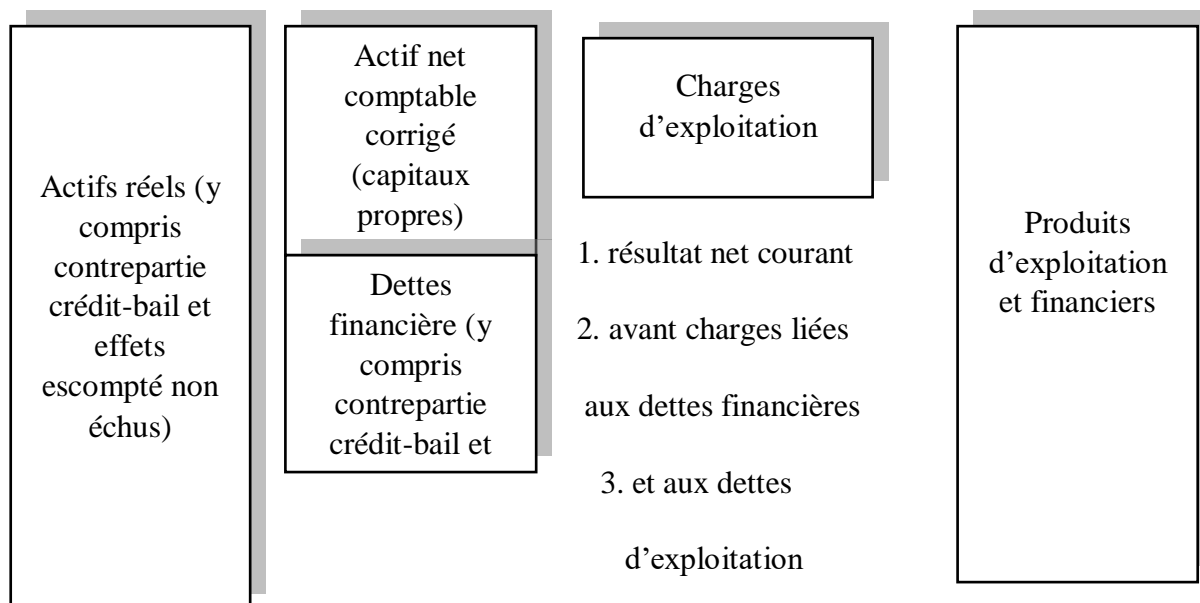 Actifs réels (y
compris
contrepartie
crédit-bail et
effets
escompté non
échus)
Actif net
comptable
corrigé
(capitaux
propres)
Dettes
financière (y
compris
contrepartie
crédit-bail et
Charges
d’exploitation
1. résultat net courant
2. avant charges liées
aux dettes financières
3. et aux dettes
d’exploitation
Produits
d’exploitation
et financiers